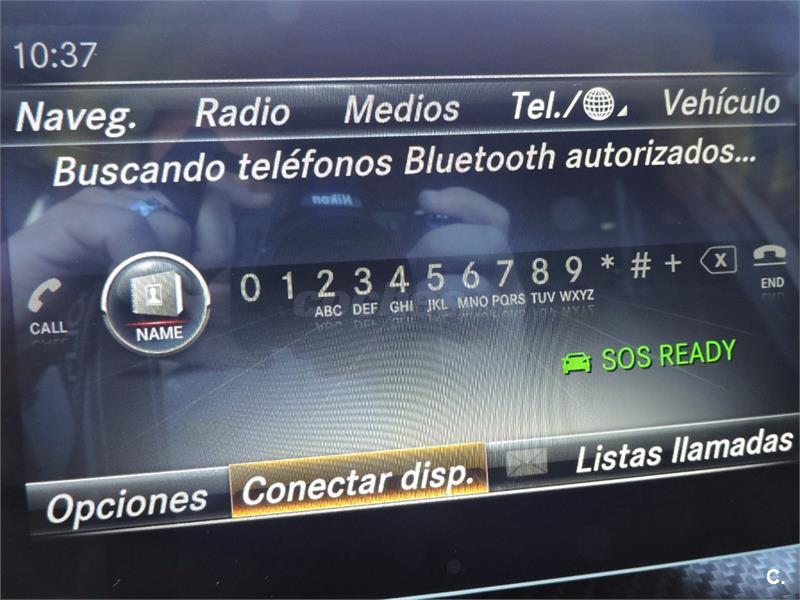 10:37
Naveg. Radio Medios Tel./ Vehículo
Buscando teléfonos Bluetooth autorizados...
Nikon
0 1 2 3 4 5 6 7 8 9 * # +
CALL NAME ABC DEF GHI JKL MNO PQRS TUV WXYZ END
SOS READY
Opciones Conectar disp. Listas llamadas
C.